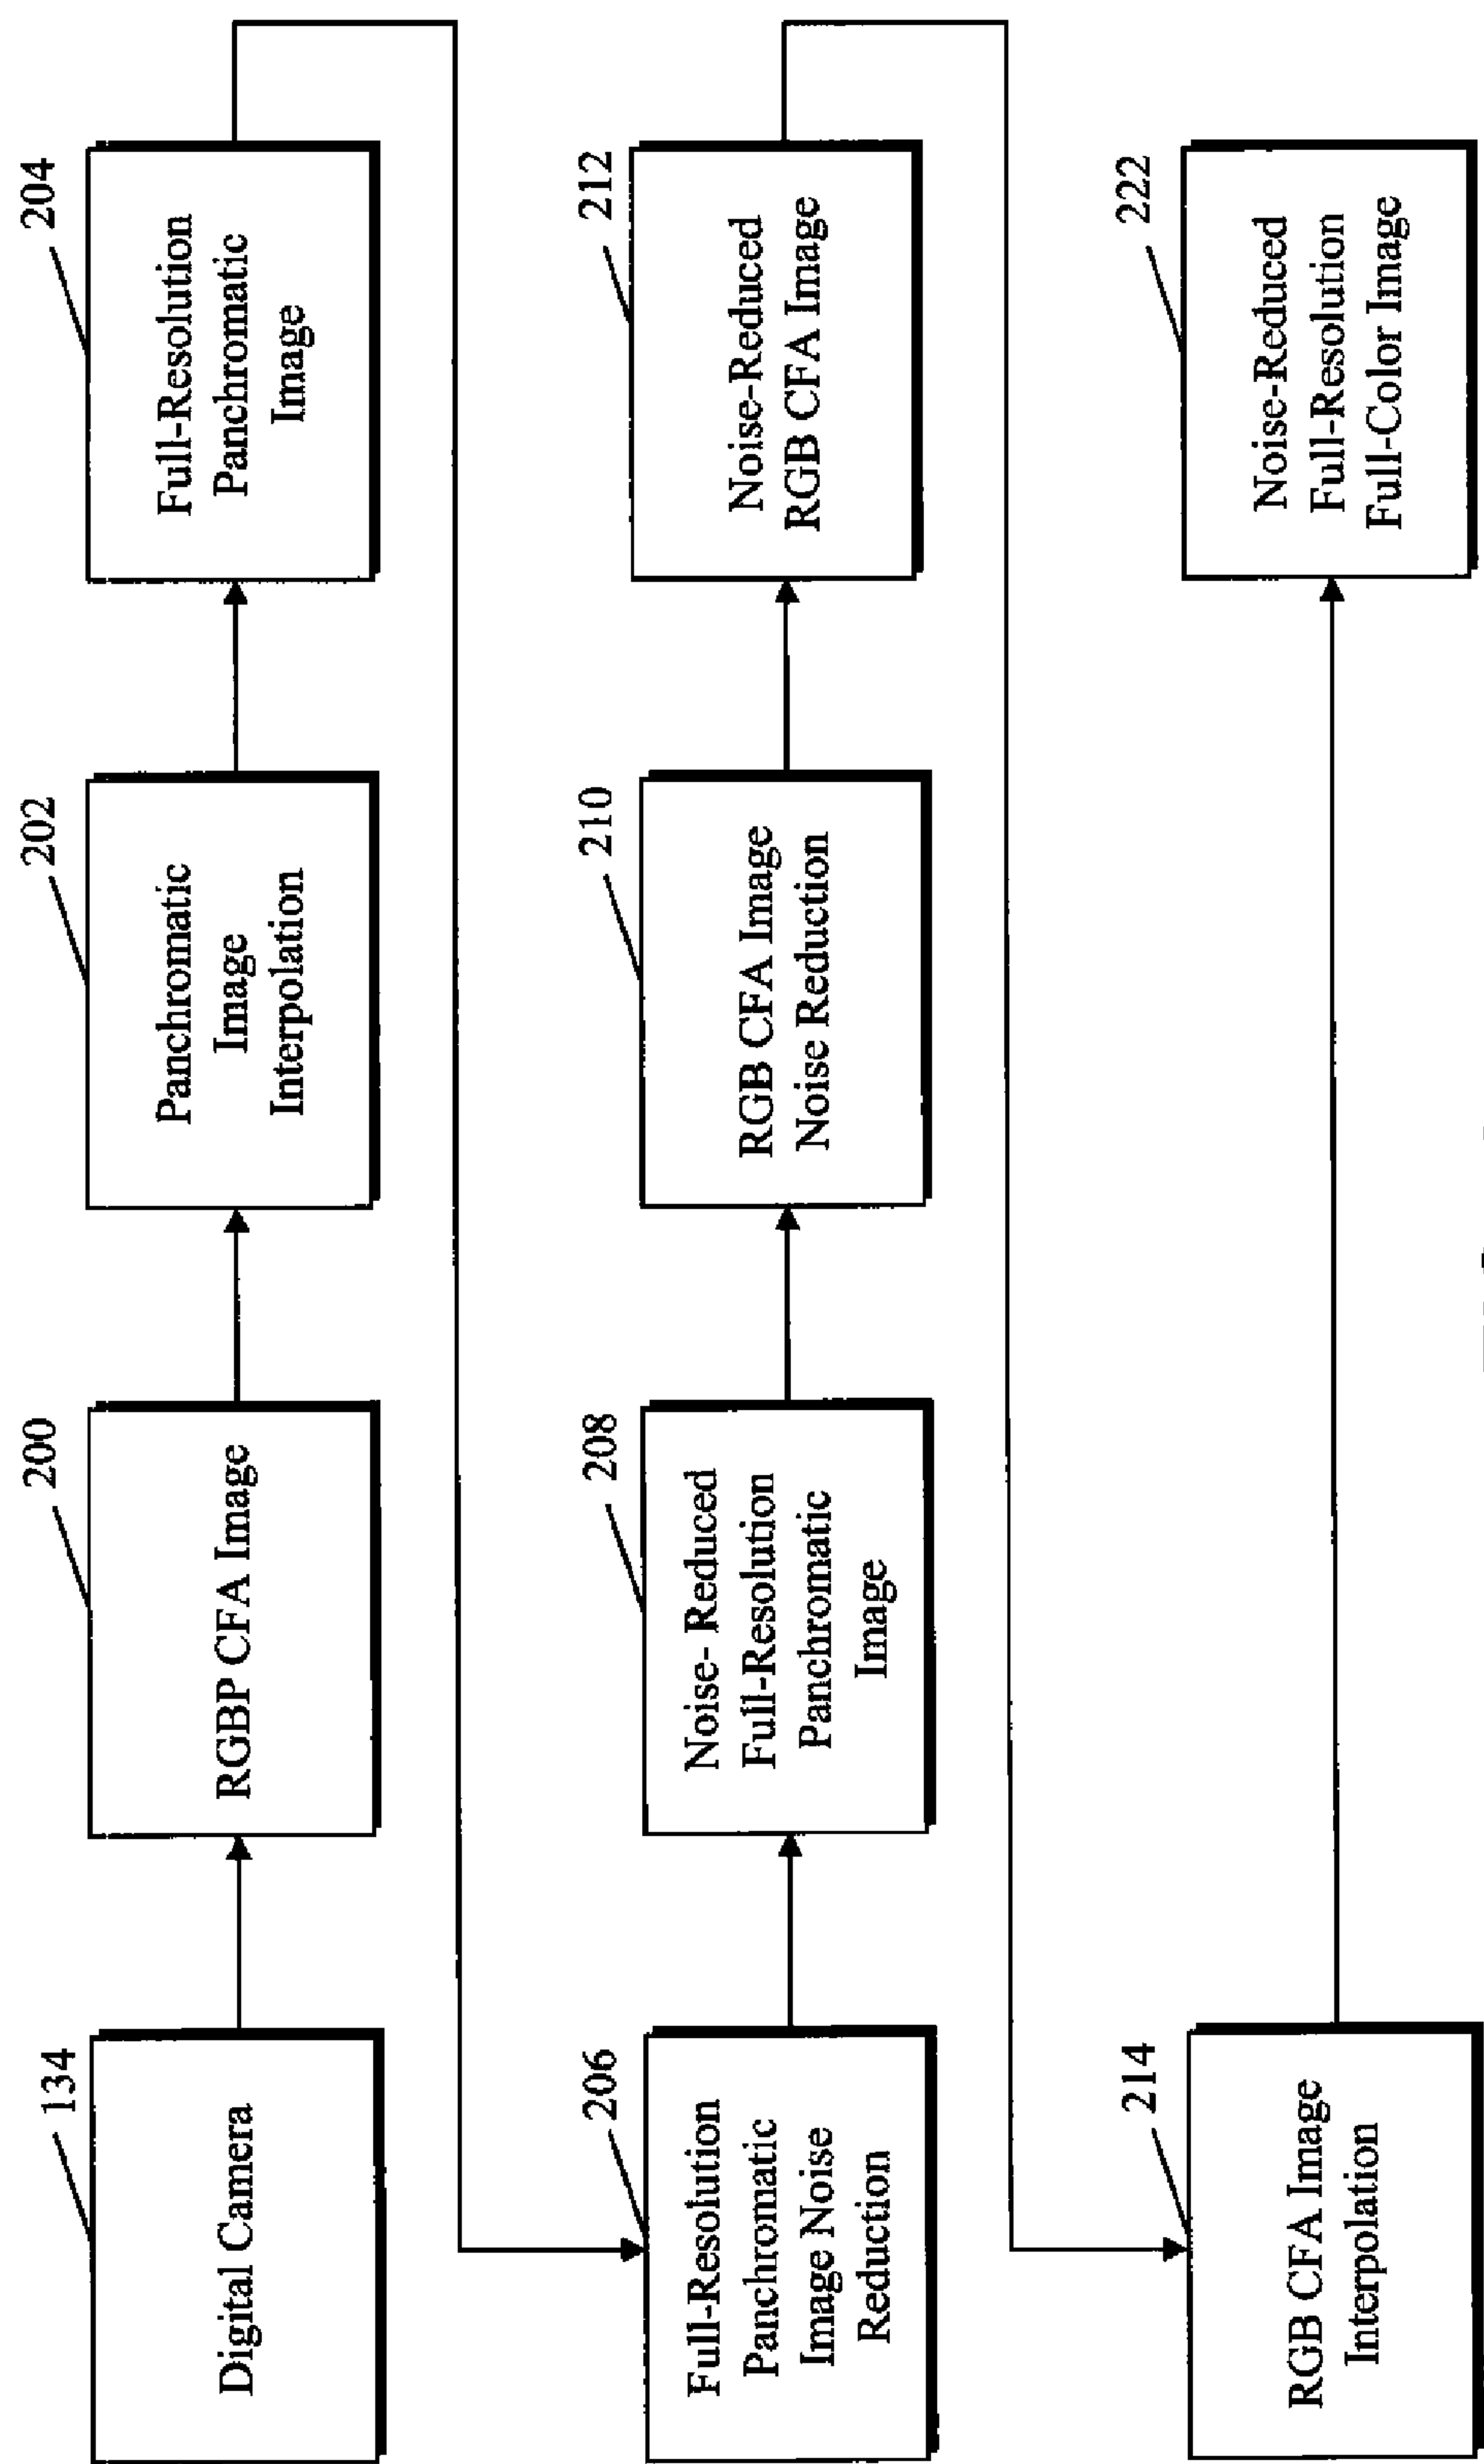 134
Digital Camera
200
RGBP CFA Image
202
Panchromatic
Image
Interpolation
204
Full-Resolution
Panchromatic
Image
206
Full-Resolution
Panchromatic
Image Noise
Reduction
208
Noise- Reduced
Full-Resolution
Panchromatic
Image
210
RGB CFA Image
Noise Reduction
212
Noise-Reduced
RGB CFA Image
214
RGB CFA Image
Interpolation
222
Noise-Reduced
Full-Resolution
Full-Color Image